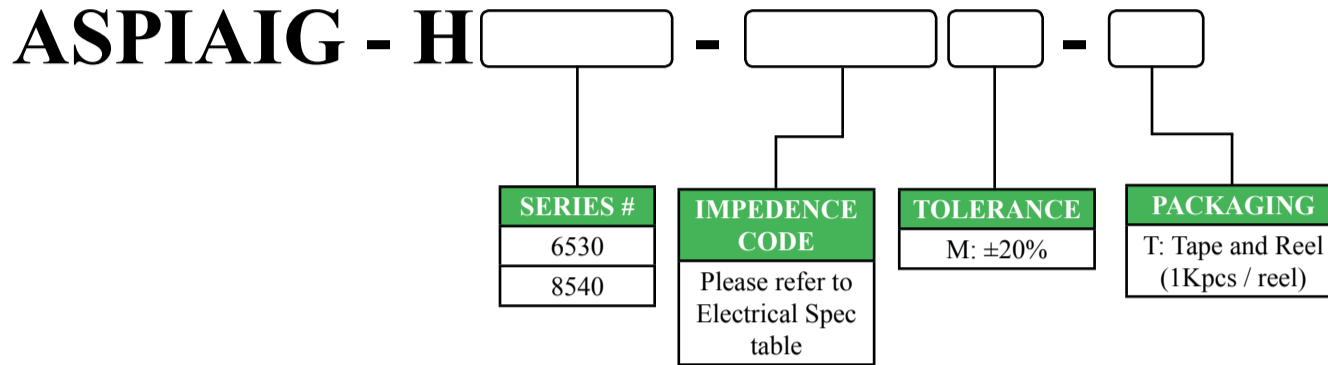 ASPIAIG - H - -
SERIES #
6530
8540
IMPEDENCE
CODE
Please refer to
Electrical Spec
table
TOLERANCE
M: ±20%
PACKAGING
T: Tape and Reel
(1Kpcs / reel)